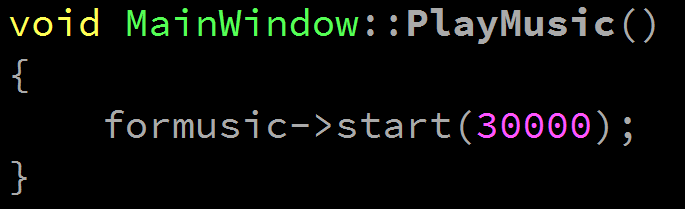 void MainWindow::PlayMusic()
{
    formusic->start(30000);
}